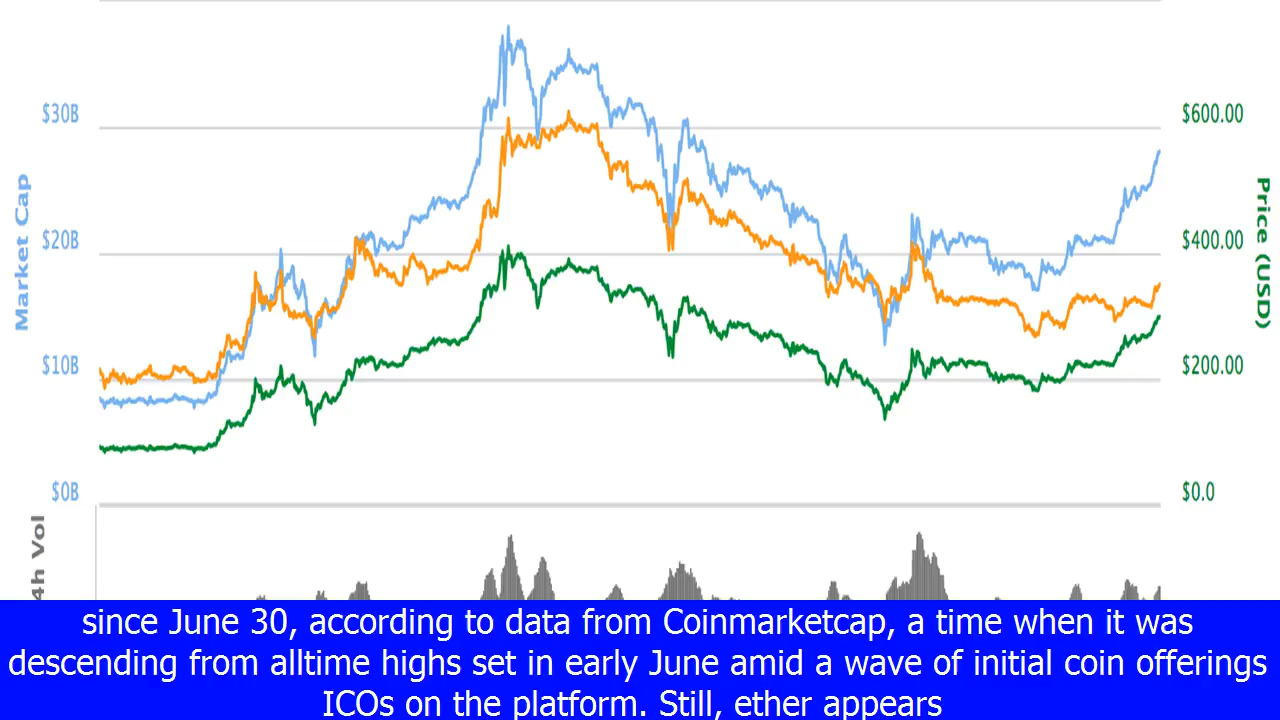 $30B
$20B
$10B
$0B
Market Cap
4h Vol
$600.00
$400.00
$200.00
$0.0
Price (USD)
since June 30, according to data from Coinmarketcap, a time when it was
descending from alltime highs set in early June amid a wave of initial coin offerings
ICOs on the platform. Still, ether appears